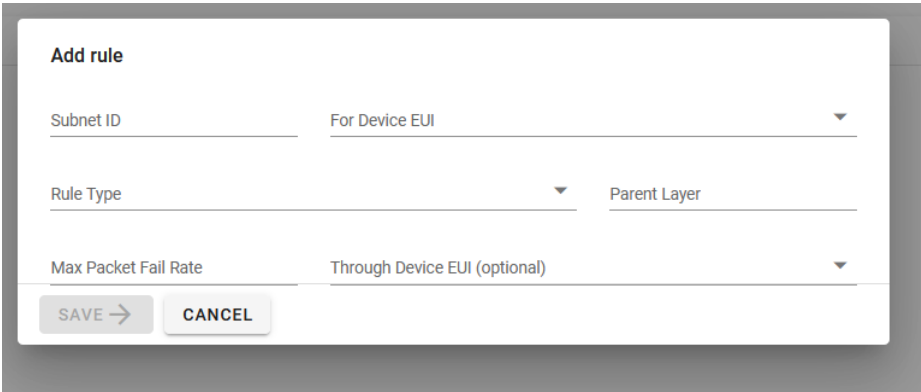 Add rule
Subnet ID For Device EUI
Rule Type Parent Layer
Max Packet Fail Rate Through Device EUI (optional)
SAVE CANCEL